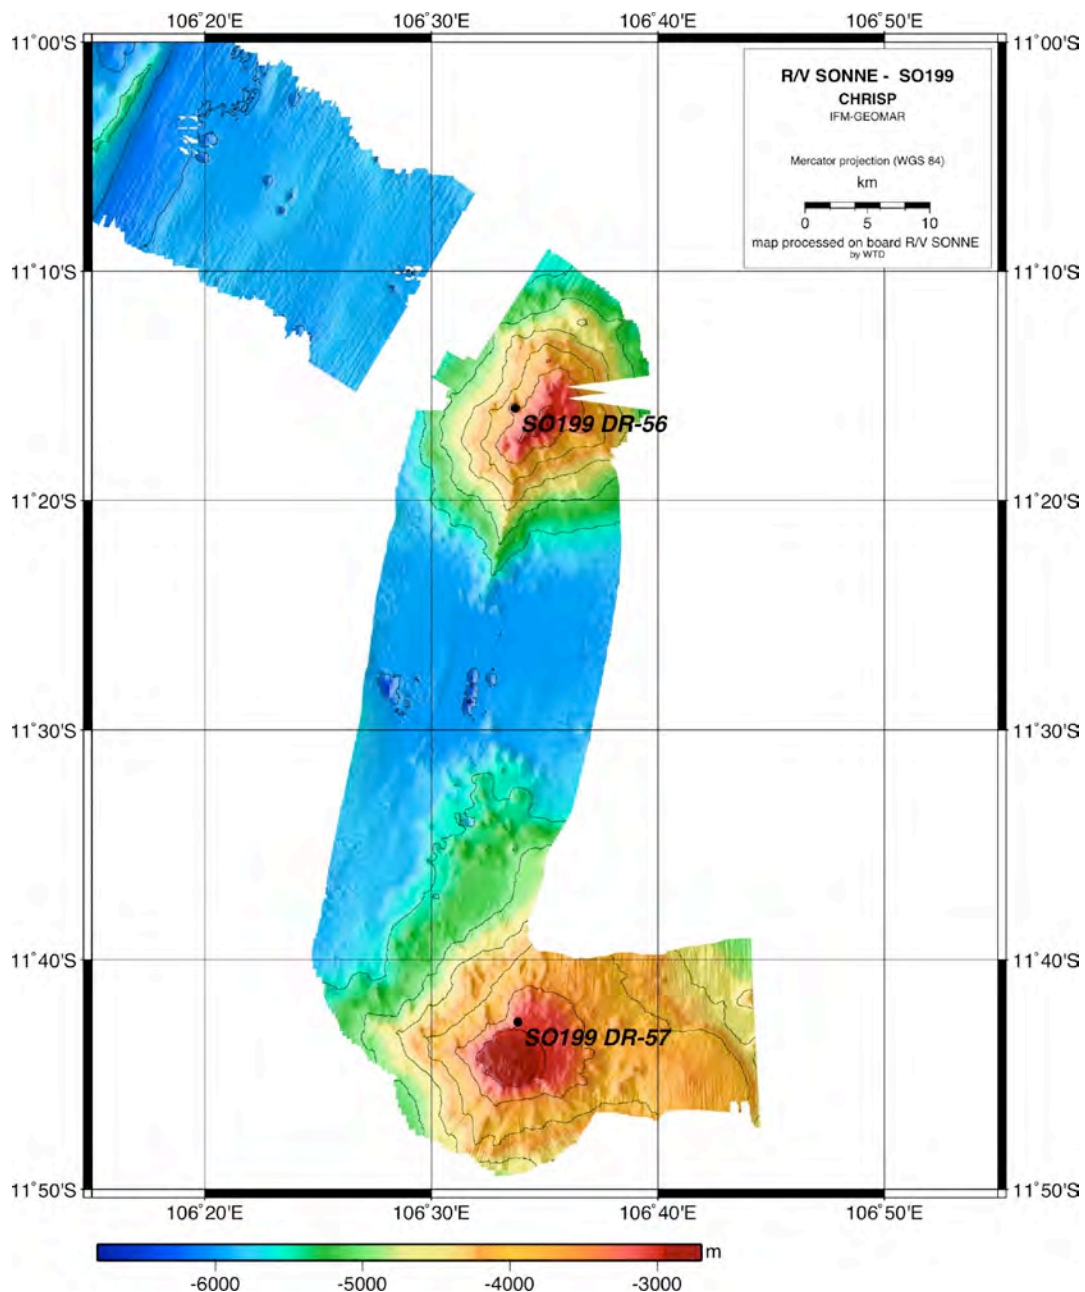 106˚20'E 106˚30'E 106˚40'E 106˚50'E
11˚00'S 11˚00'S
R/V SONNE - SO199
CHRISP
IFM-GEOMAR
Mercator projection (WGS 84)
km
0 5 10
map processed on board R/V SONNE
by WTD
11˚10'S 11˚10'S
SO199 DR-56
11˚20'S 11˚20'S
11˚30'S 11˚30'S
11˚40'S 11˚40'S
SO199 DR-57
11˚50'S 11˚50'S
106˚20'E 106˚30'E 106˚40'E 106˚50'E
m
-6000 -5000 -4000 -3000